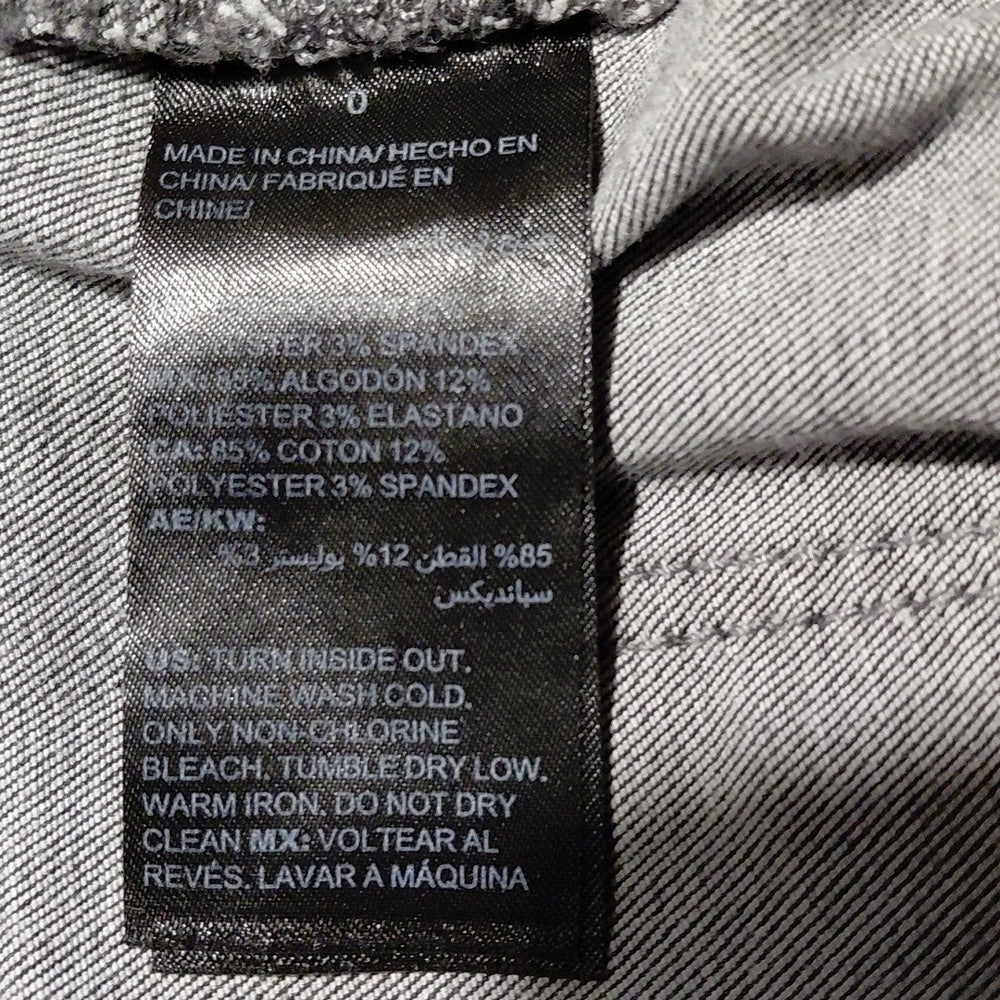 0
MADE IN CHINA/ HECHO EN
CHINA/ FABRIQUÉ EN
CHINE/
3% SPANDEX
MX: 85% ALGODÓN 12%
POLIESTER 3% ELASTANO
CA: 85% COTON 12%
POLYESTER 3% SPANDEX
AE/KW:
85% القطن 12% بوليستر 3%
سبانديكس
US: TURN INSIDE OUT.
MACHINE WASH COLD.
ONLY NON-CHLORINE
BLEACH. TUMBLE DRY LOW.
WARM IRON. DO NOT DRY
CLEAN MX: VOLTEAR AL
REVÉS. LAVAR A MÁQUINA